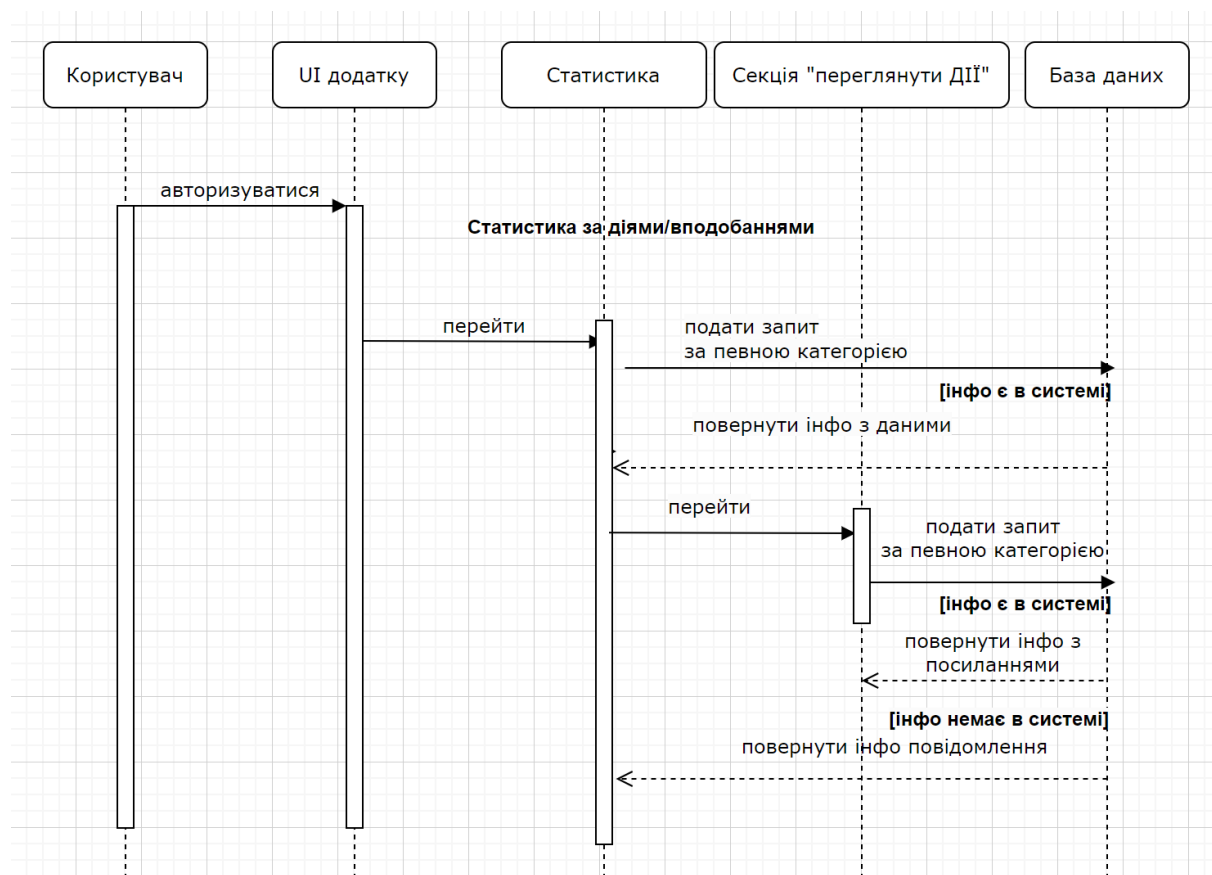 Користувач
UI додатку
Статистика
Секція "переглянути ДІЇ"
База даних
авторизуватися
Статистика за діями/вподобаннями
перейти
подати запит
за певною категорією
[інфо є в системі]
повернути інфо з даними
перейти
подати запит
за певною категорією
[інфо є в системі]
повернути інфо з
посиланнями
[інфо немає в системі]
повернути інфо повідомлення